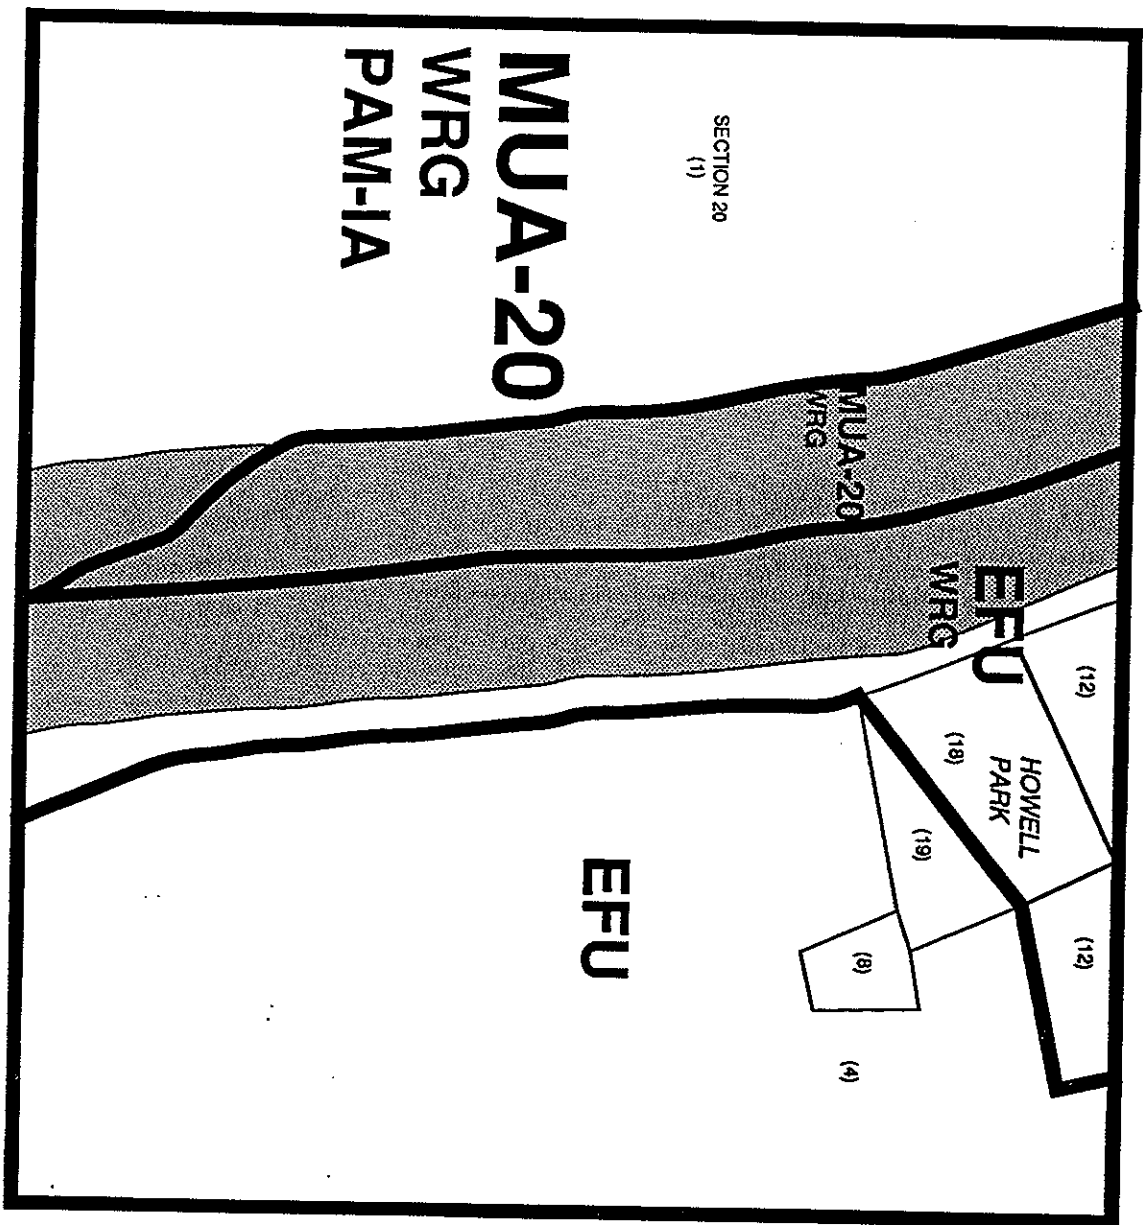 SECTION 20
(1)
MUA-20
WRG
PAM-IA
MUA-20
WRG
EFU
WRG
(12)
HOWELL
PARK
(18)
(19)
(12)
(8)
(4)
EFU